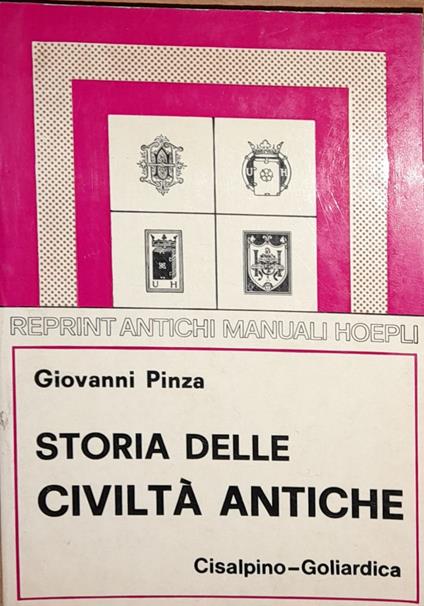 U H
U H
REPRINT ANTICHI MANUALI HOEPLI
Giovanni Pinza
STORIA DELLE
CIVILTÀ ANTICHE
Cisalpino-Goliardica